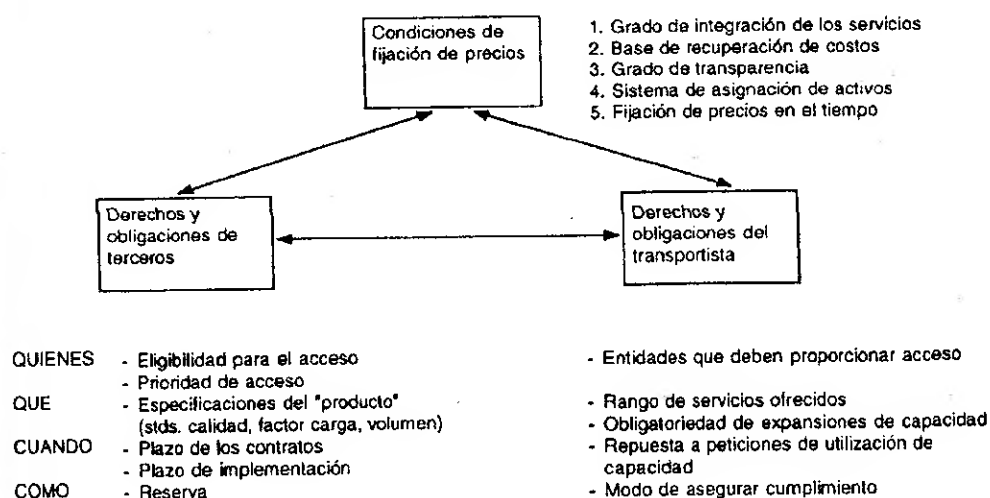 Condiciones de
fijación de precios
1. Grado de integración de los servicios
2. Base de recuperación de costos
3. Grado de transparencia
4. Sistema de asignación de activos
5. Fijación de precios en el tiempo
Derechos y
obligaciones de
terceros
Derechos y
obligaciones del
transportista
QUIENES - Eligibilidad para el acceso - Entidades que deben proporcionar acceso
- Prioridad de acceso
QUE - Especificaciones del "producto" - Rango de servicios ofrecidos
(stds. calidad, factor carga, volumen) - Obligatoriedad de expansiones de capacidad
CUANDO - Plazo de los contratos - Repuesta a peticiones de utilización de
- Plazo de implementación capacidad
COMO - Reserva - Modo de asegurar cumplimiento